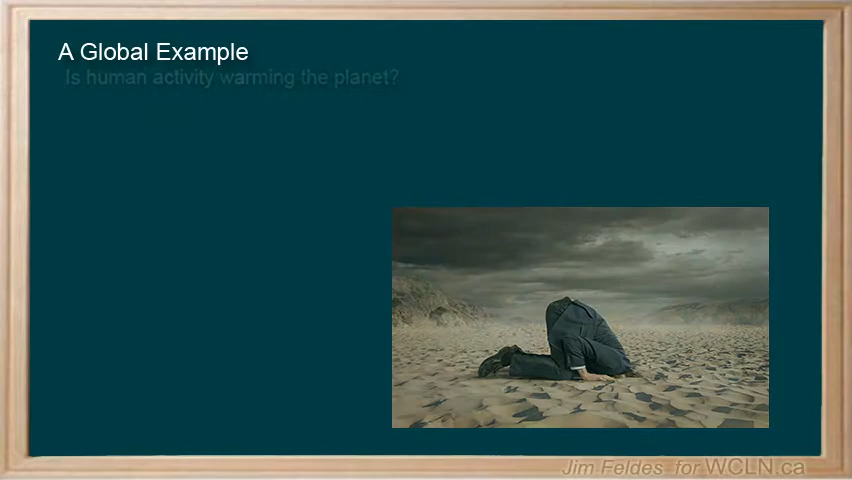 A Global Example
Is human activity warming the planet?
Jim Feldes for WCLN.ca